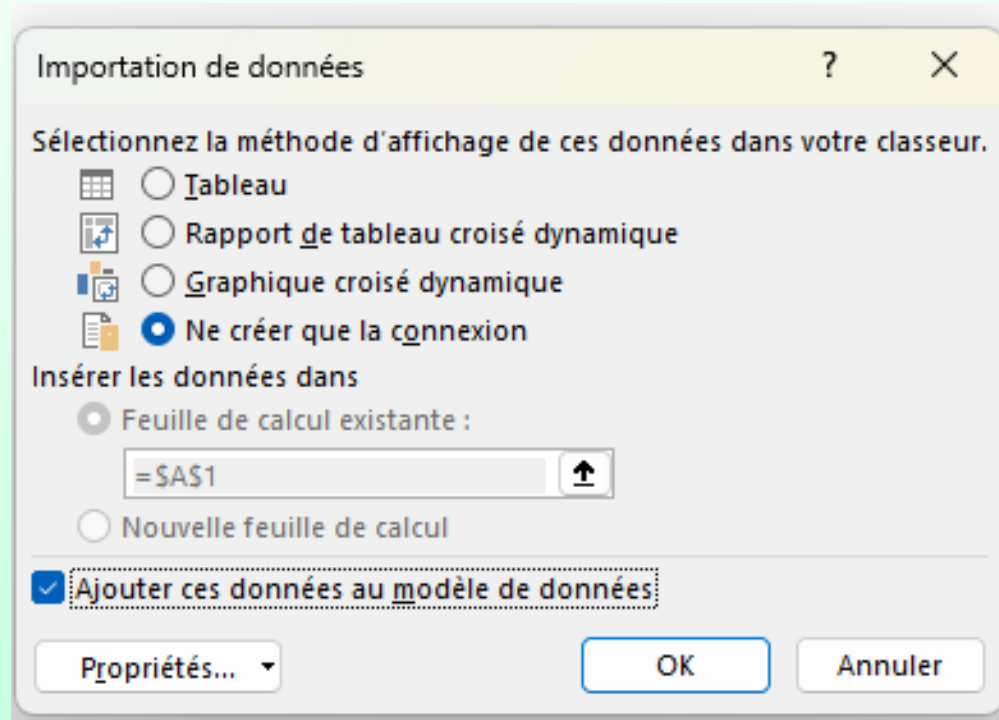 Importation de données ?
Sélectionnez la méthode d'affichage de ces données dans votre classeur.
Tableau
Rapport de tableau croisé dynamique
Graphique croisé dynamique
Ne créer que la connexion
Insérer les données dans
Feuille de calcul existante :
=$A$1
Nouvelle feuille de calcul
Ajouter ces données au modèle de données
Propriétés... OK Annuler